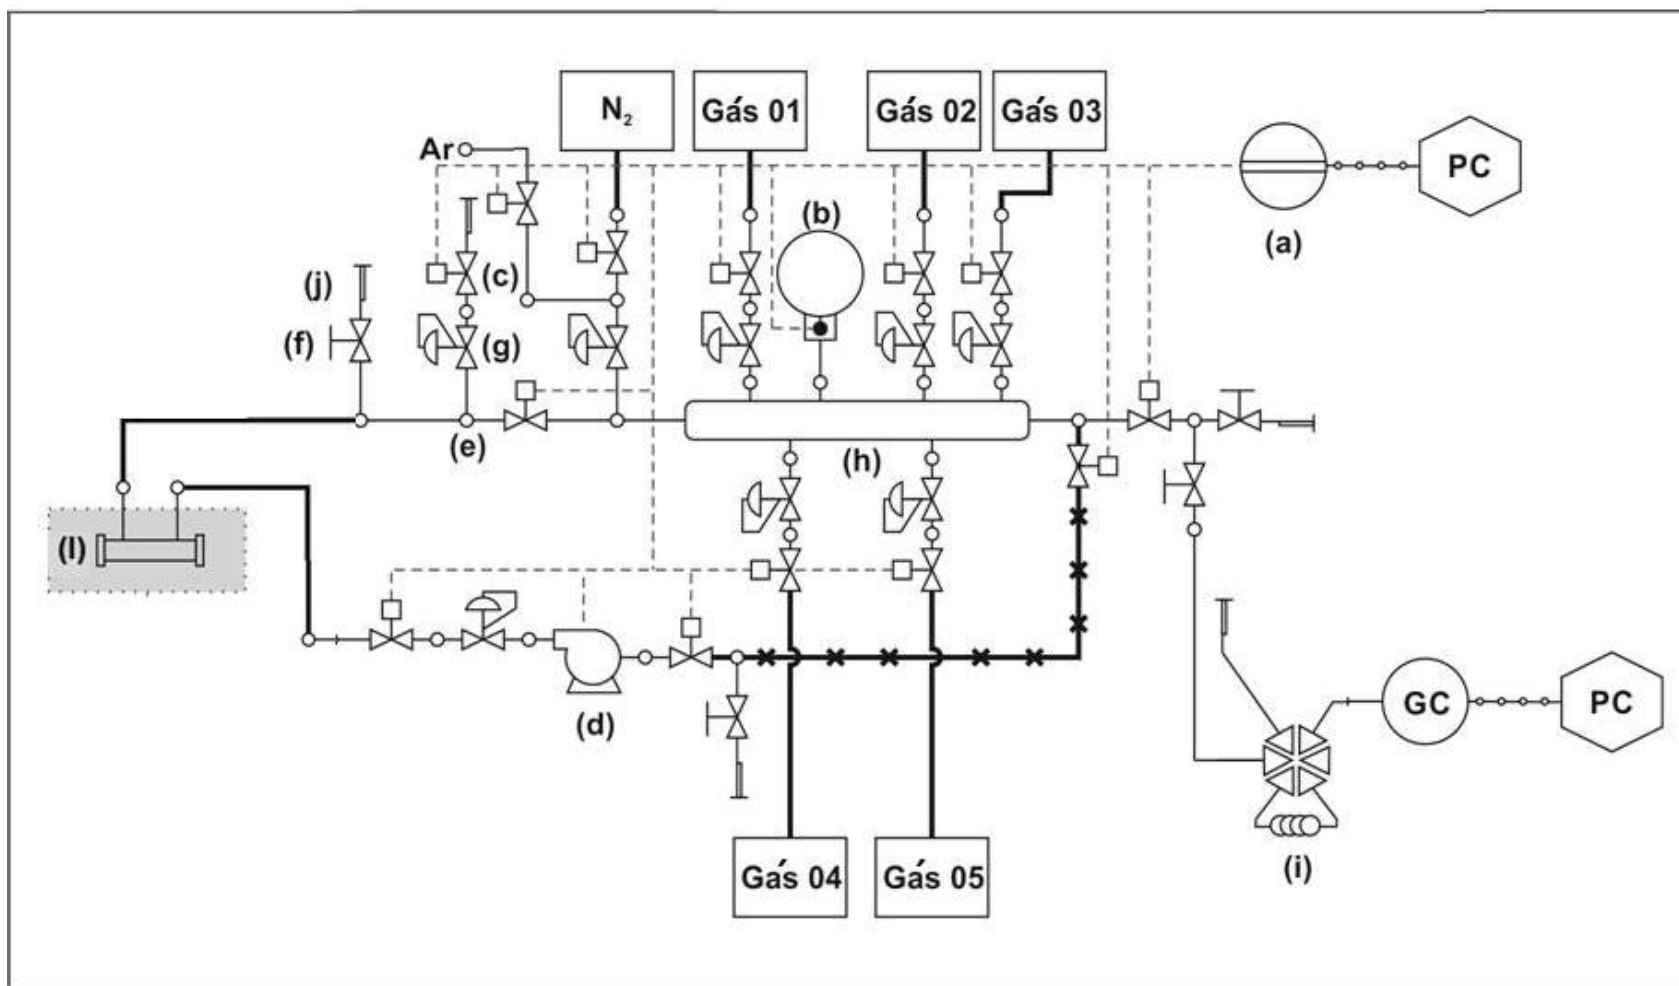 N₂
Gás 01
Gás 02
Gás 03
Ar
PC
(a)
(b)
(c)
(j)
(f)
(g)
(e)
(h)
(l)
(d)
GC
PC
Gás 04
Gás 05
(i)